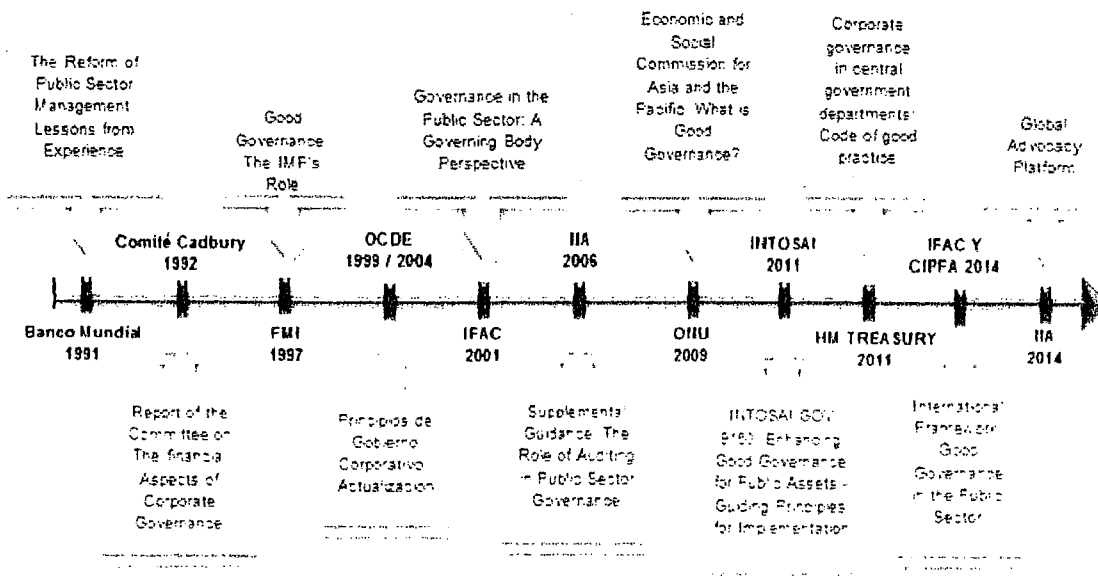 The Reform of
Public Sector
Management
Lessons from
Experience
Good
Governance
The IMF's
Role
Governance in the
Public Sector: A
Governing Body
Perspective
Economic and
Social
Commission for
Asia and the
Pacific. What is
Good
Governance?
Corporate
governance
in central
government
departments:
Code of good
practice
Global
Advocacy
Platform
Comité Cadbury
1992
OCDE
1999 / 2004
IIA
2006
INTOSAI
2011
IFAC Y
CIPFA 2014
Banco Mundial
1991
FMI
1997
IFAC
2001
ONU
2009
HM TREASURY
2011
IIA
2014
Report of the
Committee on
The financial
Aspects of
Corporate
Governance
Principios de
Gobierno
Corporativo
Actualización
Supplemental
Guidance. The
Role of Auditing
in Public Sector
Governance
INTOSAI GOV
Enhancing
Good Governance
for Public Assets -
Guiding Principles
for Implementation
International
Framework
Good
Governance
in the Public
Sector